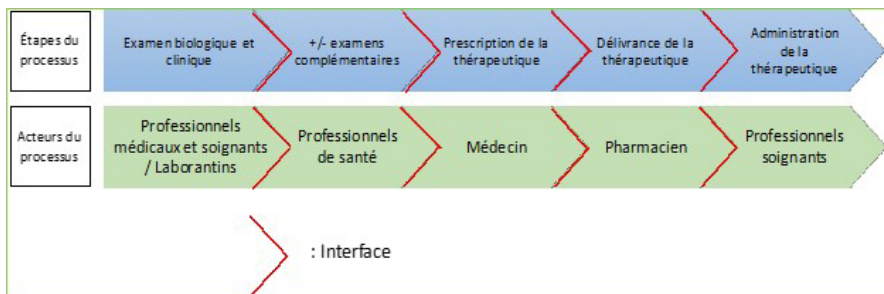 Étapes du
processus
Examen biologique et
clinique
+/- examens
complémentaires
Prescription de la
thérapeutique
Délivrance de la
thérapeutique
Administration
de la
thérapeutique
Acteurs du
processus
Professionnels
médicaux et soignants
/ Laborantins
Professionnels
de santé
Médecin
Pharmacien
Professionnels
soignants
: Interface